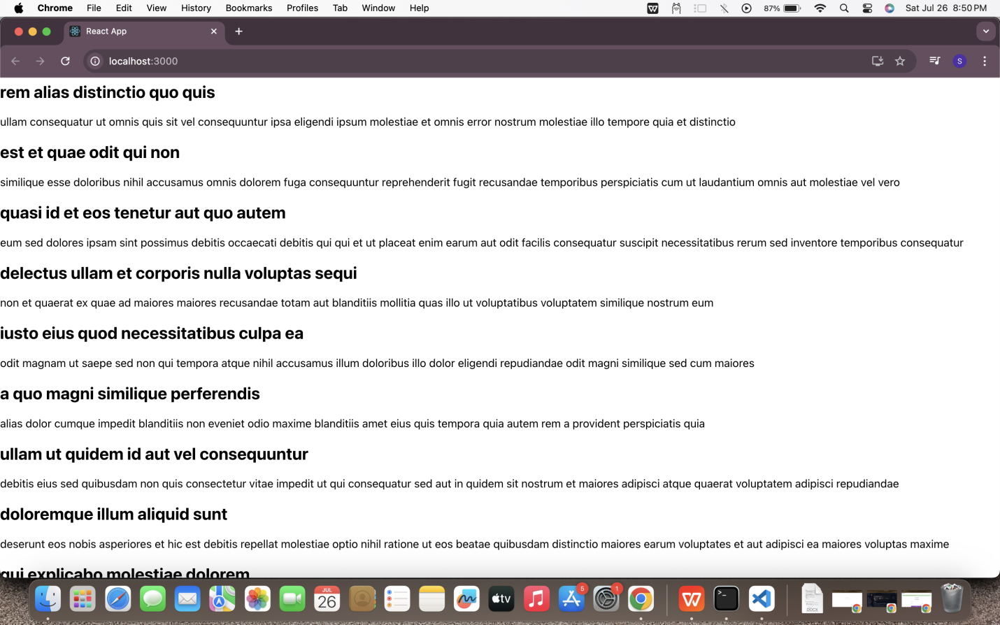 Chrome File Edit View History Bookmarks Profiles Tab Window Help 87% Sat Jul 26 8:50 PM
React App
localhost:3000 S
rem alias distinctio quo quis
ullam consequatur ut omnis quis sit vel consequuntur ipsa eligendi ipsum molestiae et omnis error nostrum molestiae illo tempore quia et distinctio
est et quae odit qui non
similique esse doloribus nihil accusamus omnis dolorem fuga consequuntur reprehenderit fugit recusandae temporibus perspiciatis cum ut laudantium omnis aut molestiae vel vero
quasi id et eos tenetur aut quo autem
eum sed dolores ipsam sint possimus debitis occaecati debitis qui qui et ut placeat enim earum aut odit facilis consequatur suscipit necessitatibus rerum sed inventore temporibus consequatur
delectus ullam et corporis nulla voluptas sequi
non et quaerat ex quae ad maiores maiores recusandae totam aut blanditiis mollitia quas illo ut voluptatibus voluptatem similique nostrum eum
iusto eius quod necessitatibus culpa ea
odit magnam ut saepe sed non qui tempora atque nihil accusamus illum doloribus illo dolor eligendi repudiandae odit magni similique sed cum maiores
a quo magni similique perferendis
alias dolor cumque impedit blanditiis non eveniet odio maxime blanditiis amet eius quis tempora quia autem rem a provident perspiciatis quia
ullam ut quidem id aut vel consequuntur
debitis eius sed quibusdam non quis consectetur vitae impedit ut qui consequatur sed aut in quidem sit nostrum et maiores adipisci atque quaerat voluptatem adipisci repudiandae
doloremque illum aliquid sunt
deserunt eos nobis asperiores et hic est debitis repellat molestiae optio nihil ratione ut eos beatae quibusdam distinctio maiores earum voluptates et aut adipisci ea maiores voluptas maxime
qui explicabo molestiae dolorem
JUL 5 1
26 tv DOCX